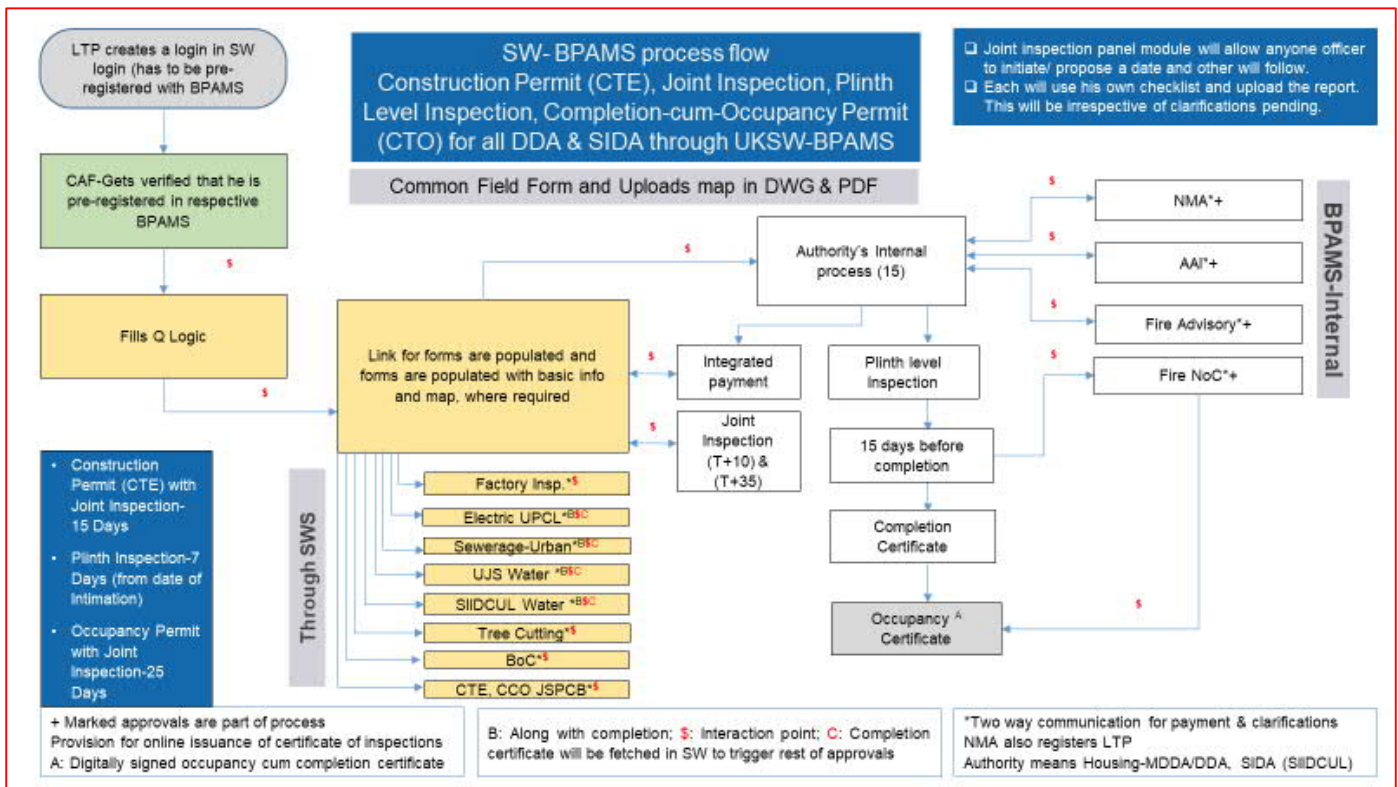 LTP creates a login in SW
login (has to be pre-
registered with BPAMS
SW- BPAMS process flow
Construction Permit (CTE), Joint Inspection, Plinth
Level Inspection, Completion-cum-Occupancy Permit
(CTO) for all DDA & SIDA through UKSW-BPAMS
❑ Joint inspection panel module will allow anyone officer
to initiate/ propose a date and other will follow.
❑ Each will use his own checklist and upload the report.
This will be irrespective of clarifications pending.
CAF-Gets verified that he is
pre-registered in respective
BPAMS
Common Field Form and Uploads map in DWG & PDF
$
Fills Q Logic
$
Link for forms are populated and
forms are populated with basic info
and map, where required
$
Authority's Internal
process (15)
$
NMA*+
$
AAI*+
$
Fire Advisory*+
$
Fire NoC*+
BPAMS-Internal
$
Integrated
payment
Plinth level
Inspection
$
Joint
Inspection
(T+10) &
(T+35)
15 days before
completion
Completion
Certificate
Occupancy A
Certificate
$
• Construction
Permit (CTE) with
Joint Inspection-
15 Days
• Plinth Inspection-7
Days (from date of
Intimation)
• Occupancy Permit
with Joint
Inspection-25
Days
Through SWS
Factory Insp.*$
Electric UPCL*B$C
Sewerage-Urban*B$C
UJS Water *B$C
SIIDCUL Water *B$C
Tree Cutting*$
BoC*$
CTE, CCO JSPCB*$
+ Marked approvals are part of process
Provision for online issuance of certificate of inspections
A: Digitally signed occupancy cum completion certificate
B: Along with completion; $: Interaction point; C: Completion
certificate will be fetched in SW to trigger rest of approvals
*Two way communication for payment & clarifications
NMA also registers LTP
Authority means Housing-MDDA/DDA, SIDA (SIIDCUL)